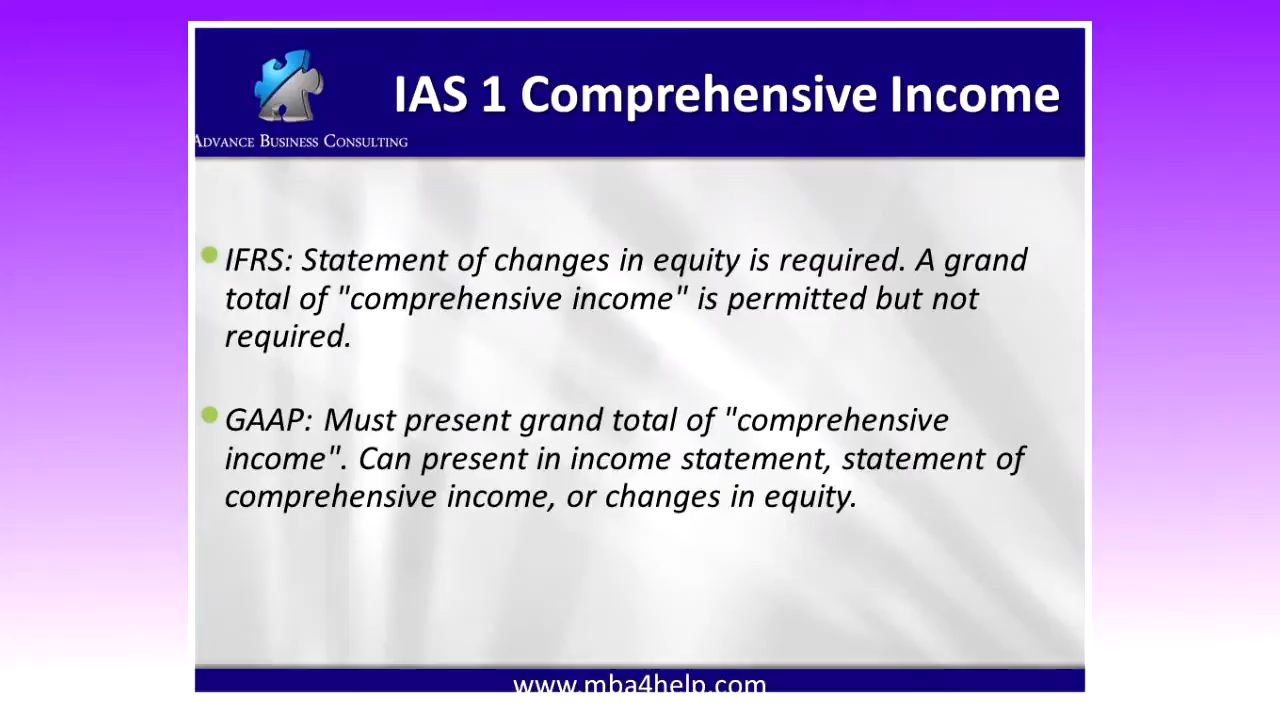 IAS 1 Comprehensive Income
ADVANCE BUSINESS CONSULTING
IFRS: Statement of changes in equity is required. A grand
total of "comprehensive income" is permitted but not
required.
GAAP: Must present grand total of "comprehensive
income". Can present in income statement, statement of
comprehensive income, or changes in equity.
www.mba4help.com